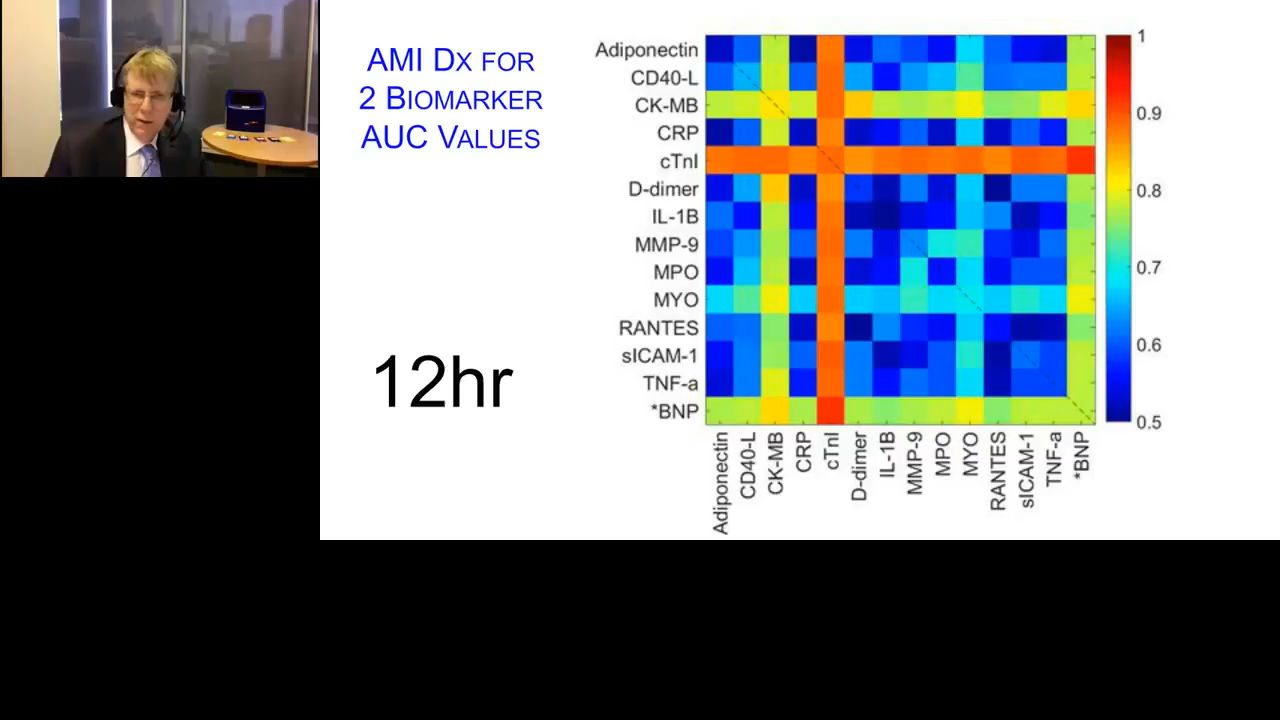 AMI DX FOR
2 BIOMARKER
AUC VALUES
12hr
Adiponectin
CD40-L
CK-MB
CRP
cTnI
D-dimer
IL-1B
MMP-9
MPO
MYO
RANTES
sICAM-1
TNF-a
*BNP
Adiponectin
CD40-L
CK-MB
CRP
cTnI
D-dimer
IL-1B
MMP-9
MPO
MYO
RANTES
sICAM-1
TNF-a
*BNP
1
0.9
0.8
0.7
0.6
0.5